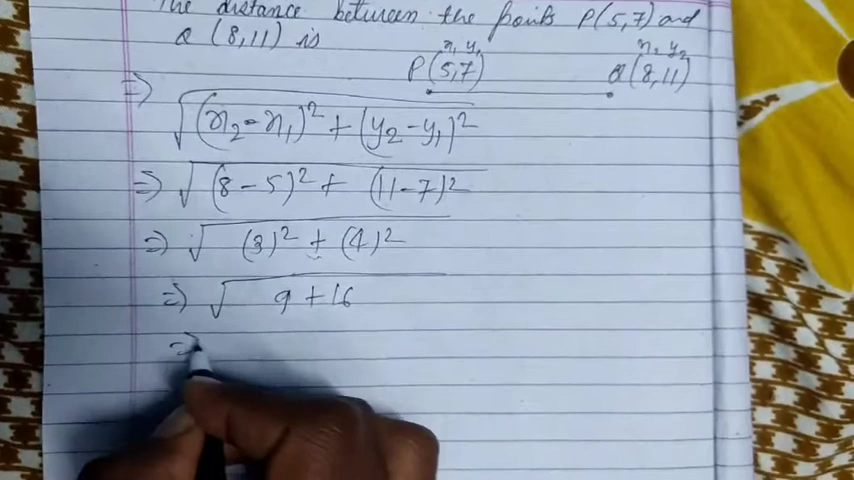 The distance between the points P(5,7) and
Q (8,11) is
x₁ y₁ x₂ y₂
P(5,7) Q(8,11)
⇒
√(x₂-x₁)² + (y₂-y₁)²
⇒ √(8-5)² + (11-7)²
⇒ √(3)² + (4)²
⇒ √9 + 16
⇒